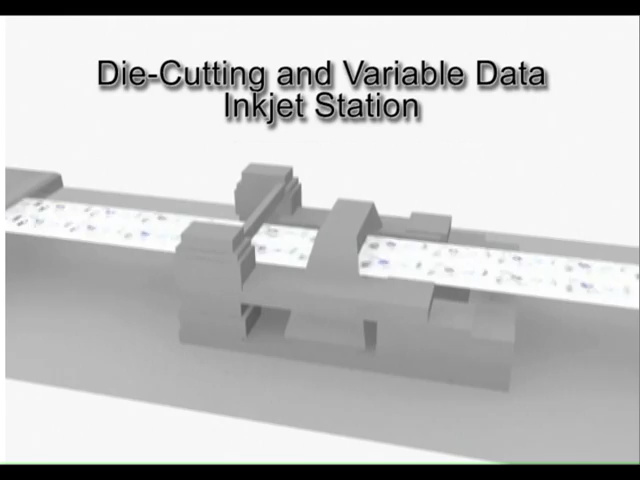 Die-Cutting and Variable Data
Inkjet Station